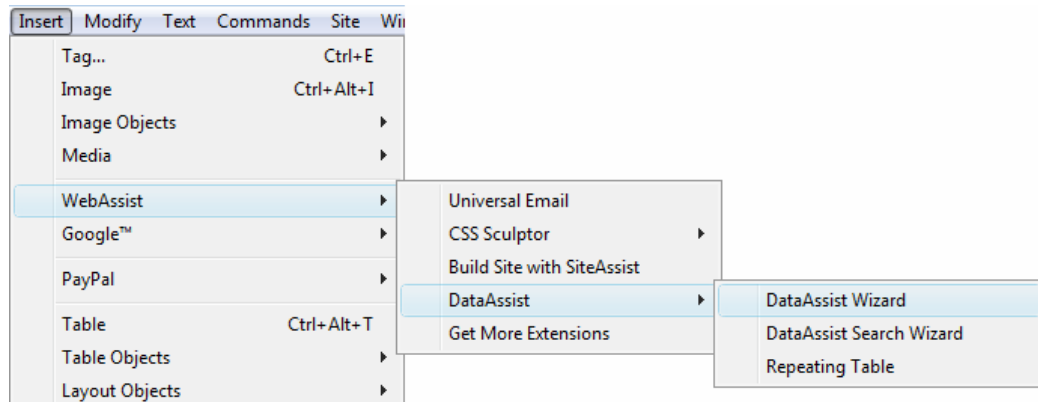 Insert Modify Text Commands Site Wi
Tag... Ctrl+E
Image Ctrl+Alt+I
Image Objects
Media
WebAssist
Google™
PayPal
Table Ctrl+Alt+T
Table Objects
Layout Objects
Universal Email
CSS Sculptor
Build Site with SiteAssist
DataAssist
Get More Extensions
DataAssist Wizard
DataAssist Search Wizard
Repeating Table